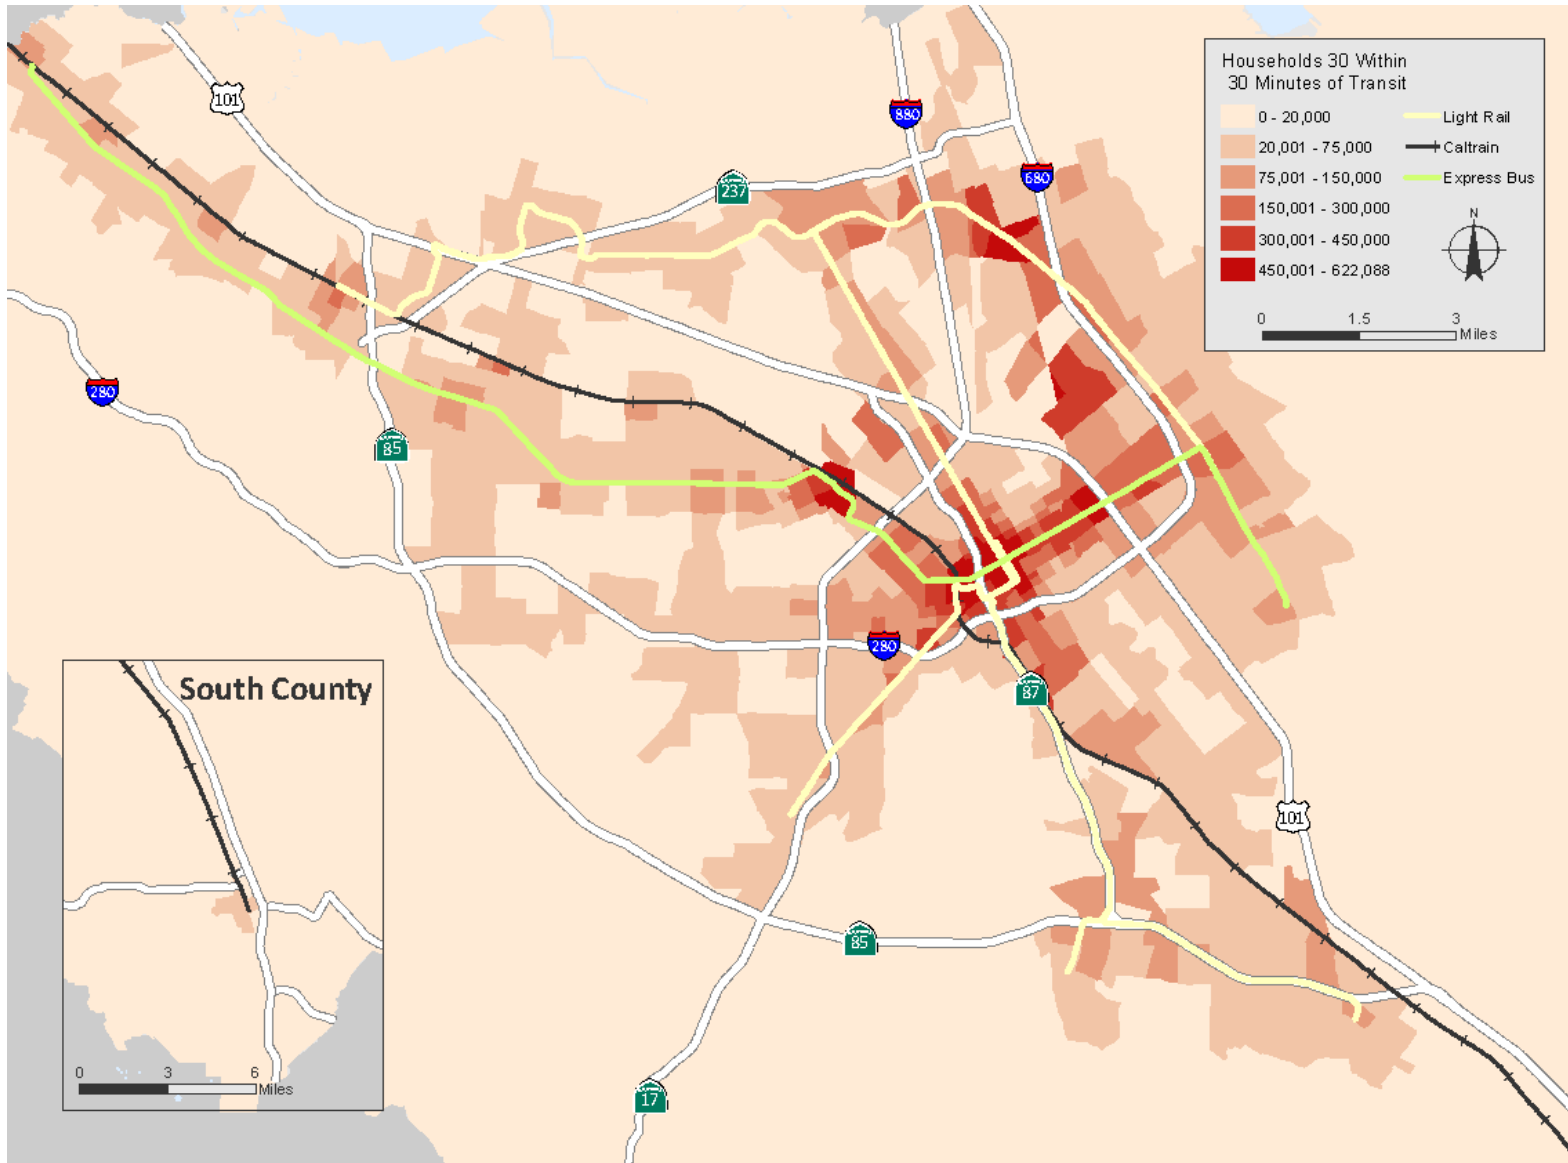 Households 30 Within
30 Minutes of Transit
0 - 20,000
20,001 - 75,000
75,001 - 150,000
150,001 - 300,000
300,001 - 450,000
450,001 - 622,088
Light Rail
Caltrain
Express Bus
N
0 1.5 3
Miles
101
880
237
680
280
85
280
87
101
85
17
South County
0 3 6
Miles